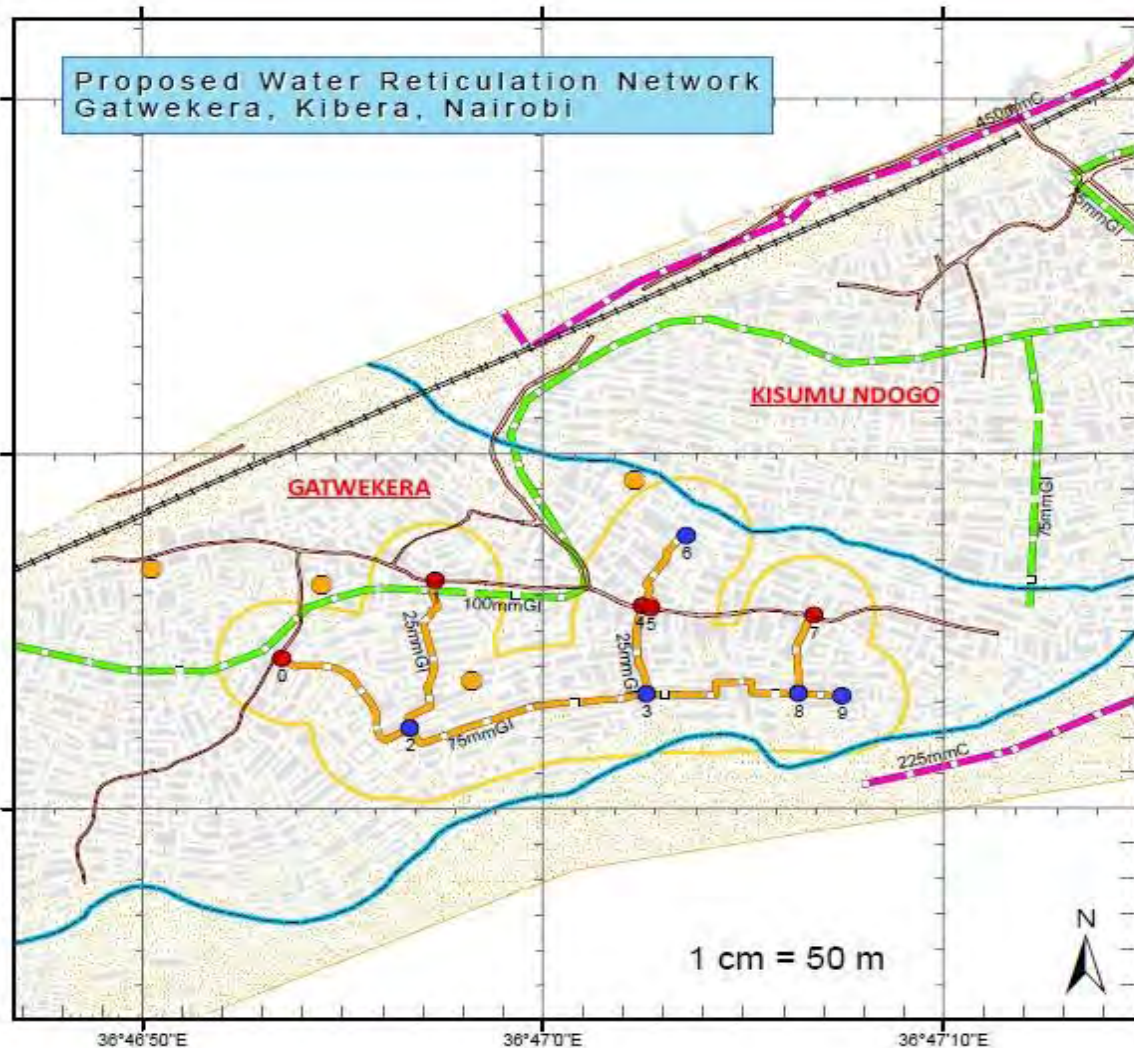 Proposed Water Reticulation Network
Gatwekera, Kibera, Nairobi
450mmC
75mmGI
KISUMU NDOGO
GATWEKERA
75mmGI
6
100mmGI
45
7
25mmGI
25mmGI
0
3
8
9
2
75mmGI
225mmC
1 cm = 50 m
N
36°46'50"E
36°47'0"E
36°47'10"E